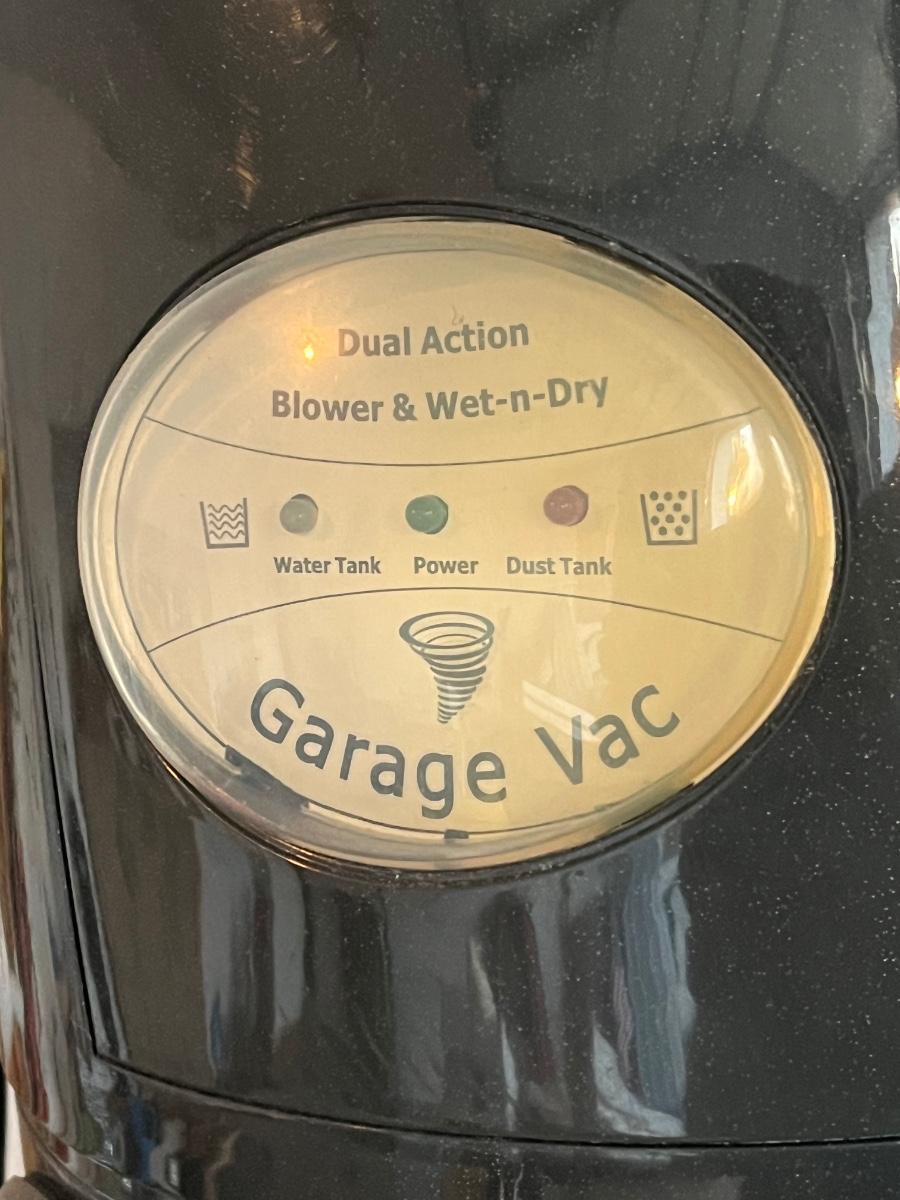 Dual Action
Blower & Wet-n-Dry
Water Tank Power Dust Tank
Garage Vac